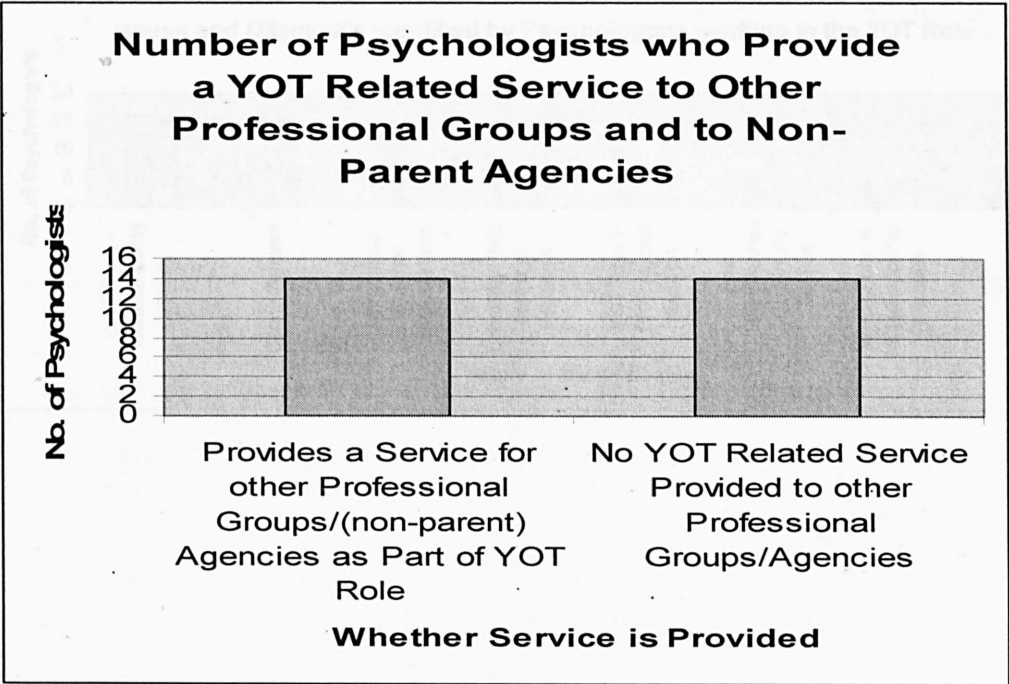 Number of Psychologists who Provide
a YOT Related Service to Other
Professional Groups and to Non-
Parent Agencies
No. of Psychologists
16
14
12
10
8
6
4
2
0
Provides a Service for
other Professional
Groups/(non-parent)
Agencies as Part of YOT
Role
No YOT Related Service
Provided to other
Professional
Groups/Agencies
Whether Service is Provided